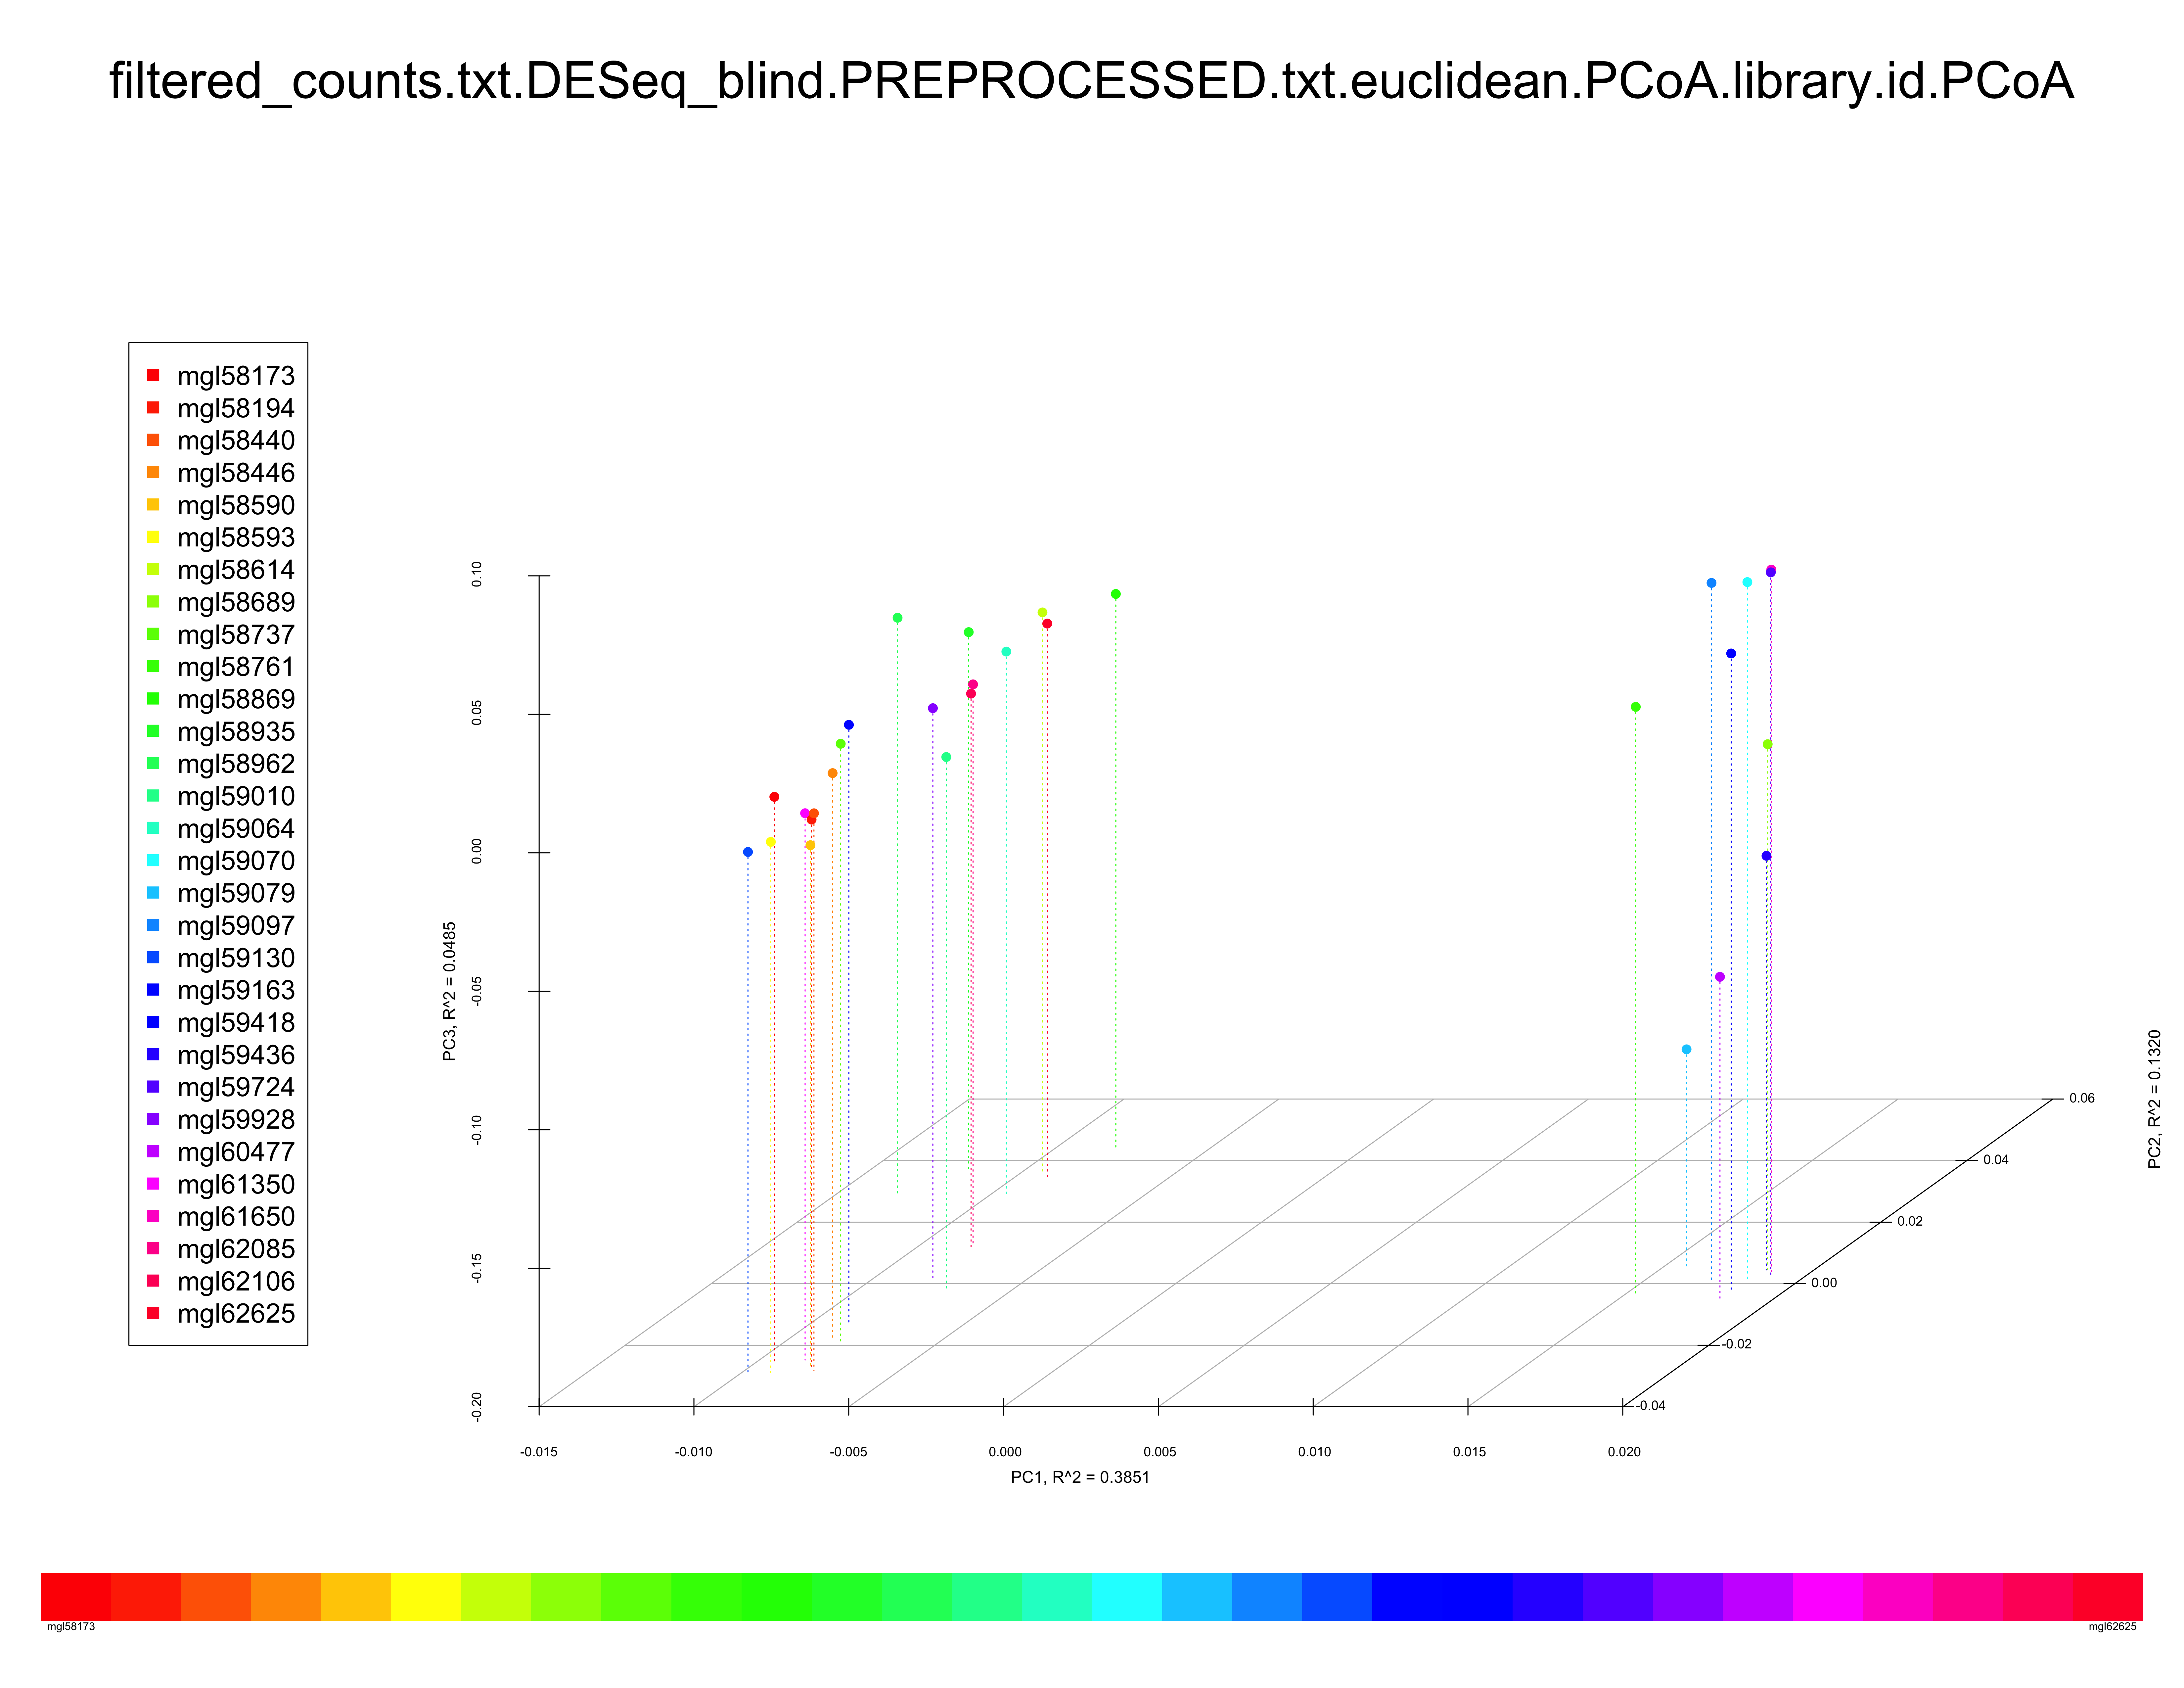 filtered_counts.txt.DESeq_blind.PREPROCESSED.txt.euclidean.PCoA.library.id.PCoA
mgl58173
mgl58194
mgl58440
mgl58446
mgl58590
mgl58593
mgl58614
mgl58689
mgl58737
mgl58761
mgl58869
mgl58935
mgl58962
mgl59010
mgl59064
mgl59070
mgl59079
mgl59097
mgl59130
mgl59163
mgl59418
mgl59436
mgl59724
mgl59928
mgl60477
mgl61350
mgl61650
mgl62085
mgl62106
mgl62625
PC3, R^2 = 0.0485
0.10
0.05
0.00
-0.05
-0.10
-0.15
-0.20
-0.015
-0.010
-0.005
0.000
0.005
0.010
0.015
0.020
PC1, R^2 = 0.3851
0.06
0.04
0.02
0.00
-0.02
-0.04
PC2, R^2 = 0.1320
mgl58173
mgl62625